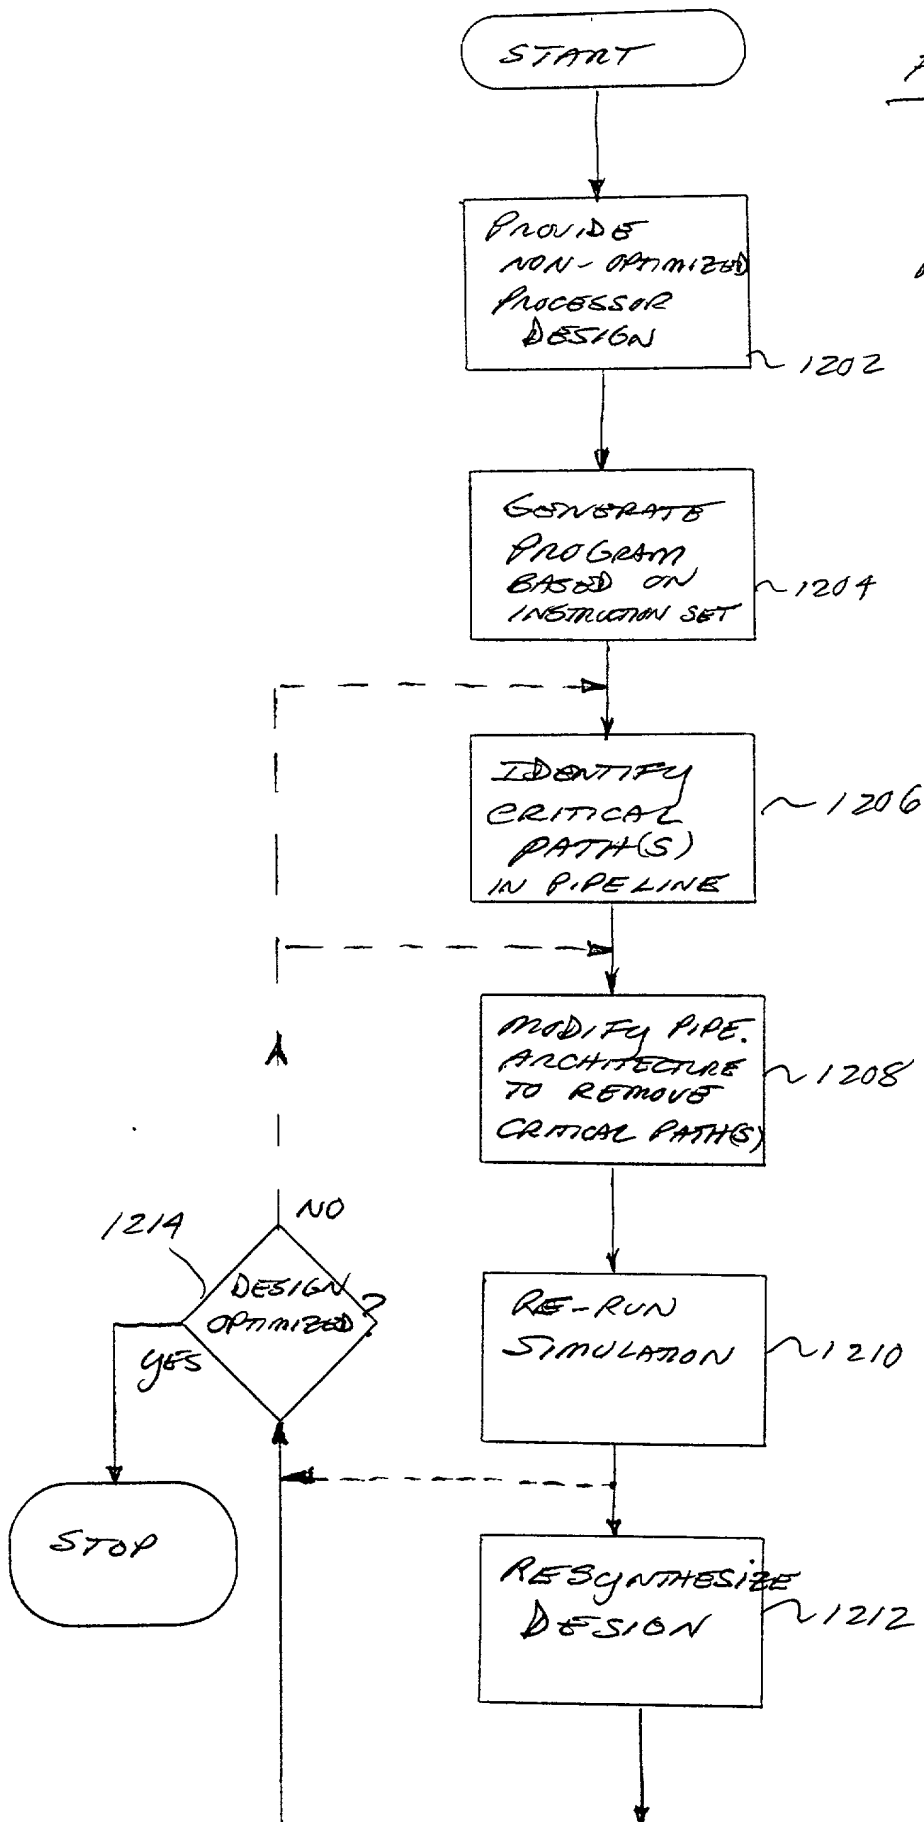 START
PROVIDE
NON-OPTIMIZED
PROCESSOR
DESIGN
1202
GENERATE
PROGRAM
BASED ON
INSTRUCTION SET
1204
IDENTIFY
CRITICAL
PATH(S)
IN PIPELINE
1206
MODIFY PIPE.
ARCHITECTURE
TO REMOVE
CRITICAL PATH(S)
1208
NO
1214
DESIGN
OPTIMIZED?
YES
RE-RUN
SIMULATION
1210
STOP
RESYNTHESIZE
DESIGN
1212